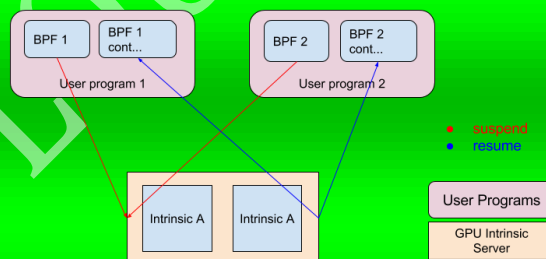 BPF 1
BPF 1
cont...
User program 1
BPF 2
BPF 2
cont...
User program 2
suspend
resume
Intrinsic A
Intrinsic A
User Programs
GPU Intrinsic
Server